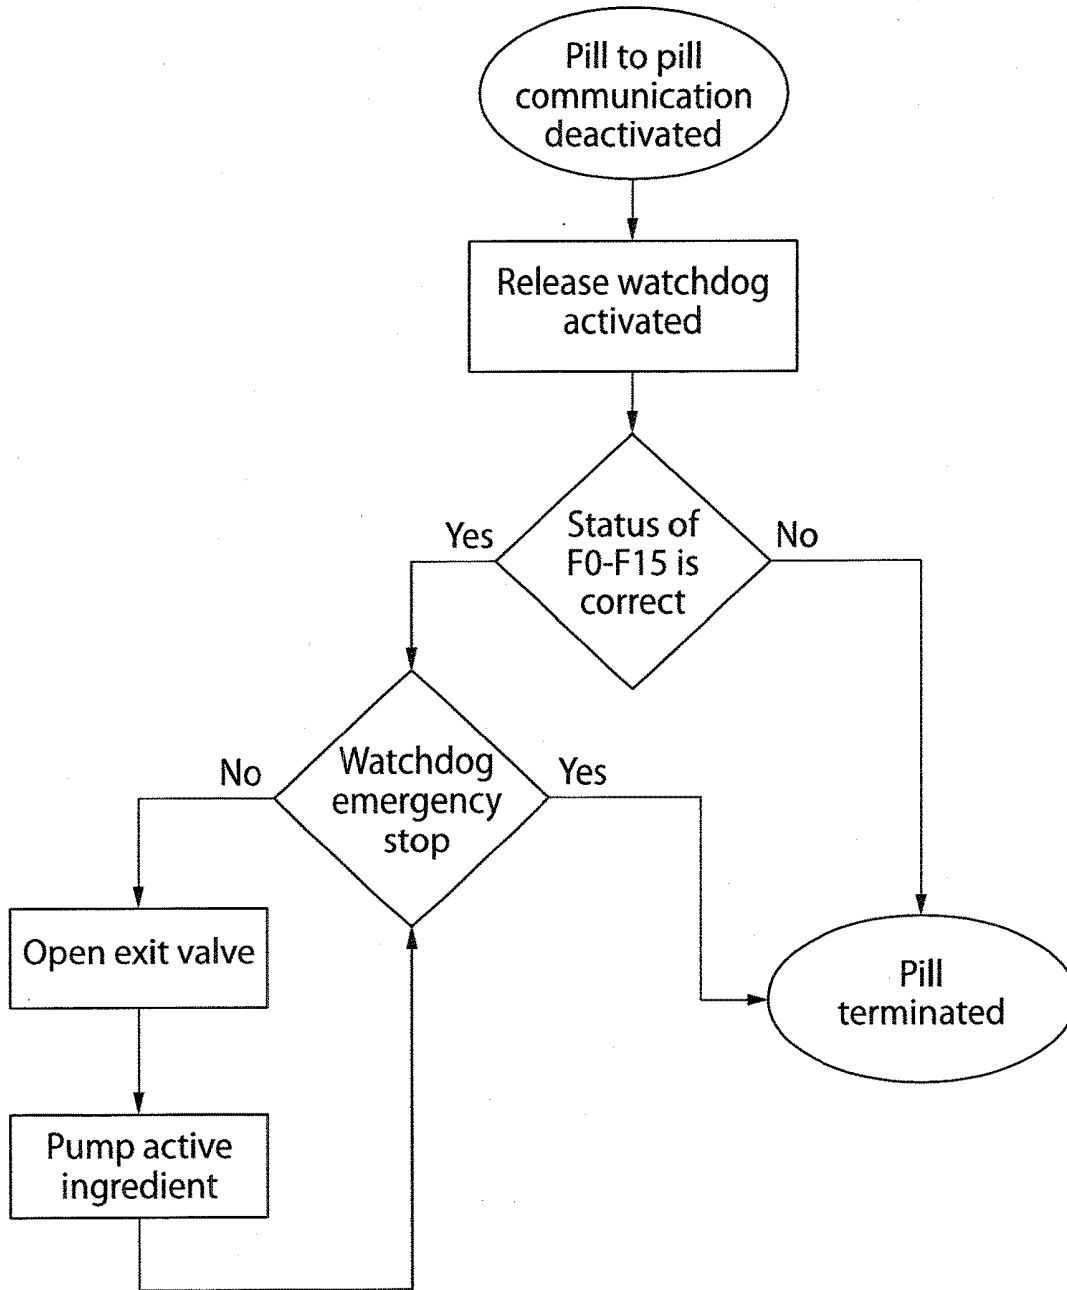 Pill to pill
communication
deactivated
Release watchdog
activated
Yes
Status of
F0-F15 is
correct
No
No
Watchdog
emergency
stop
Yes
Open exit valve
Pill
terminated
Pump active
ingredient